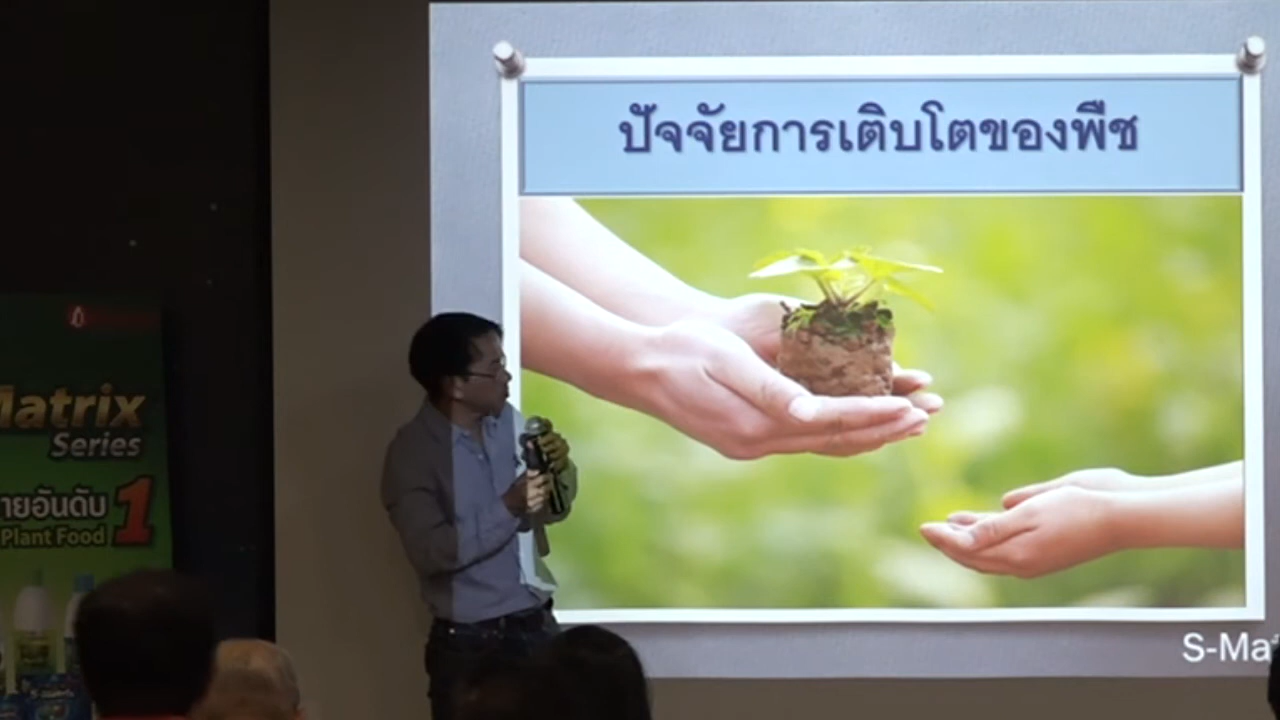 ปัจจัยการเติบโตของพืช
Matrix
Series
ายอันดับ 1
Plant Food
S-Ma